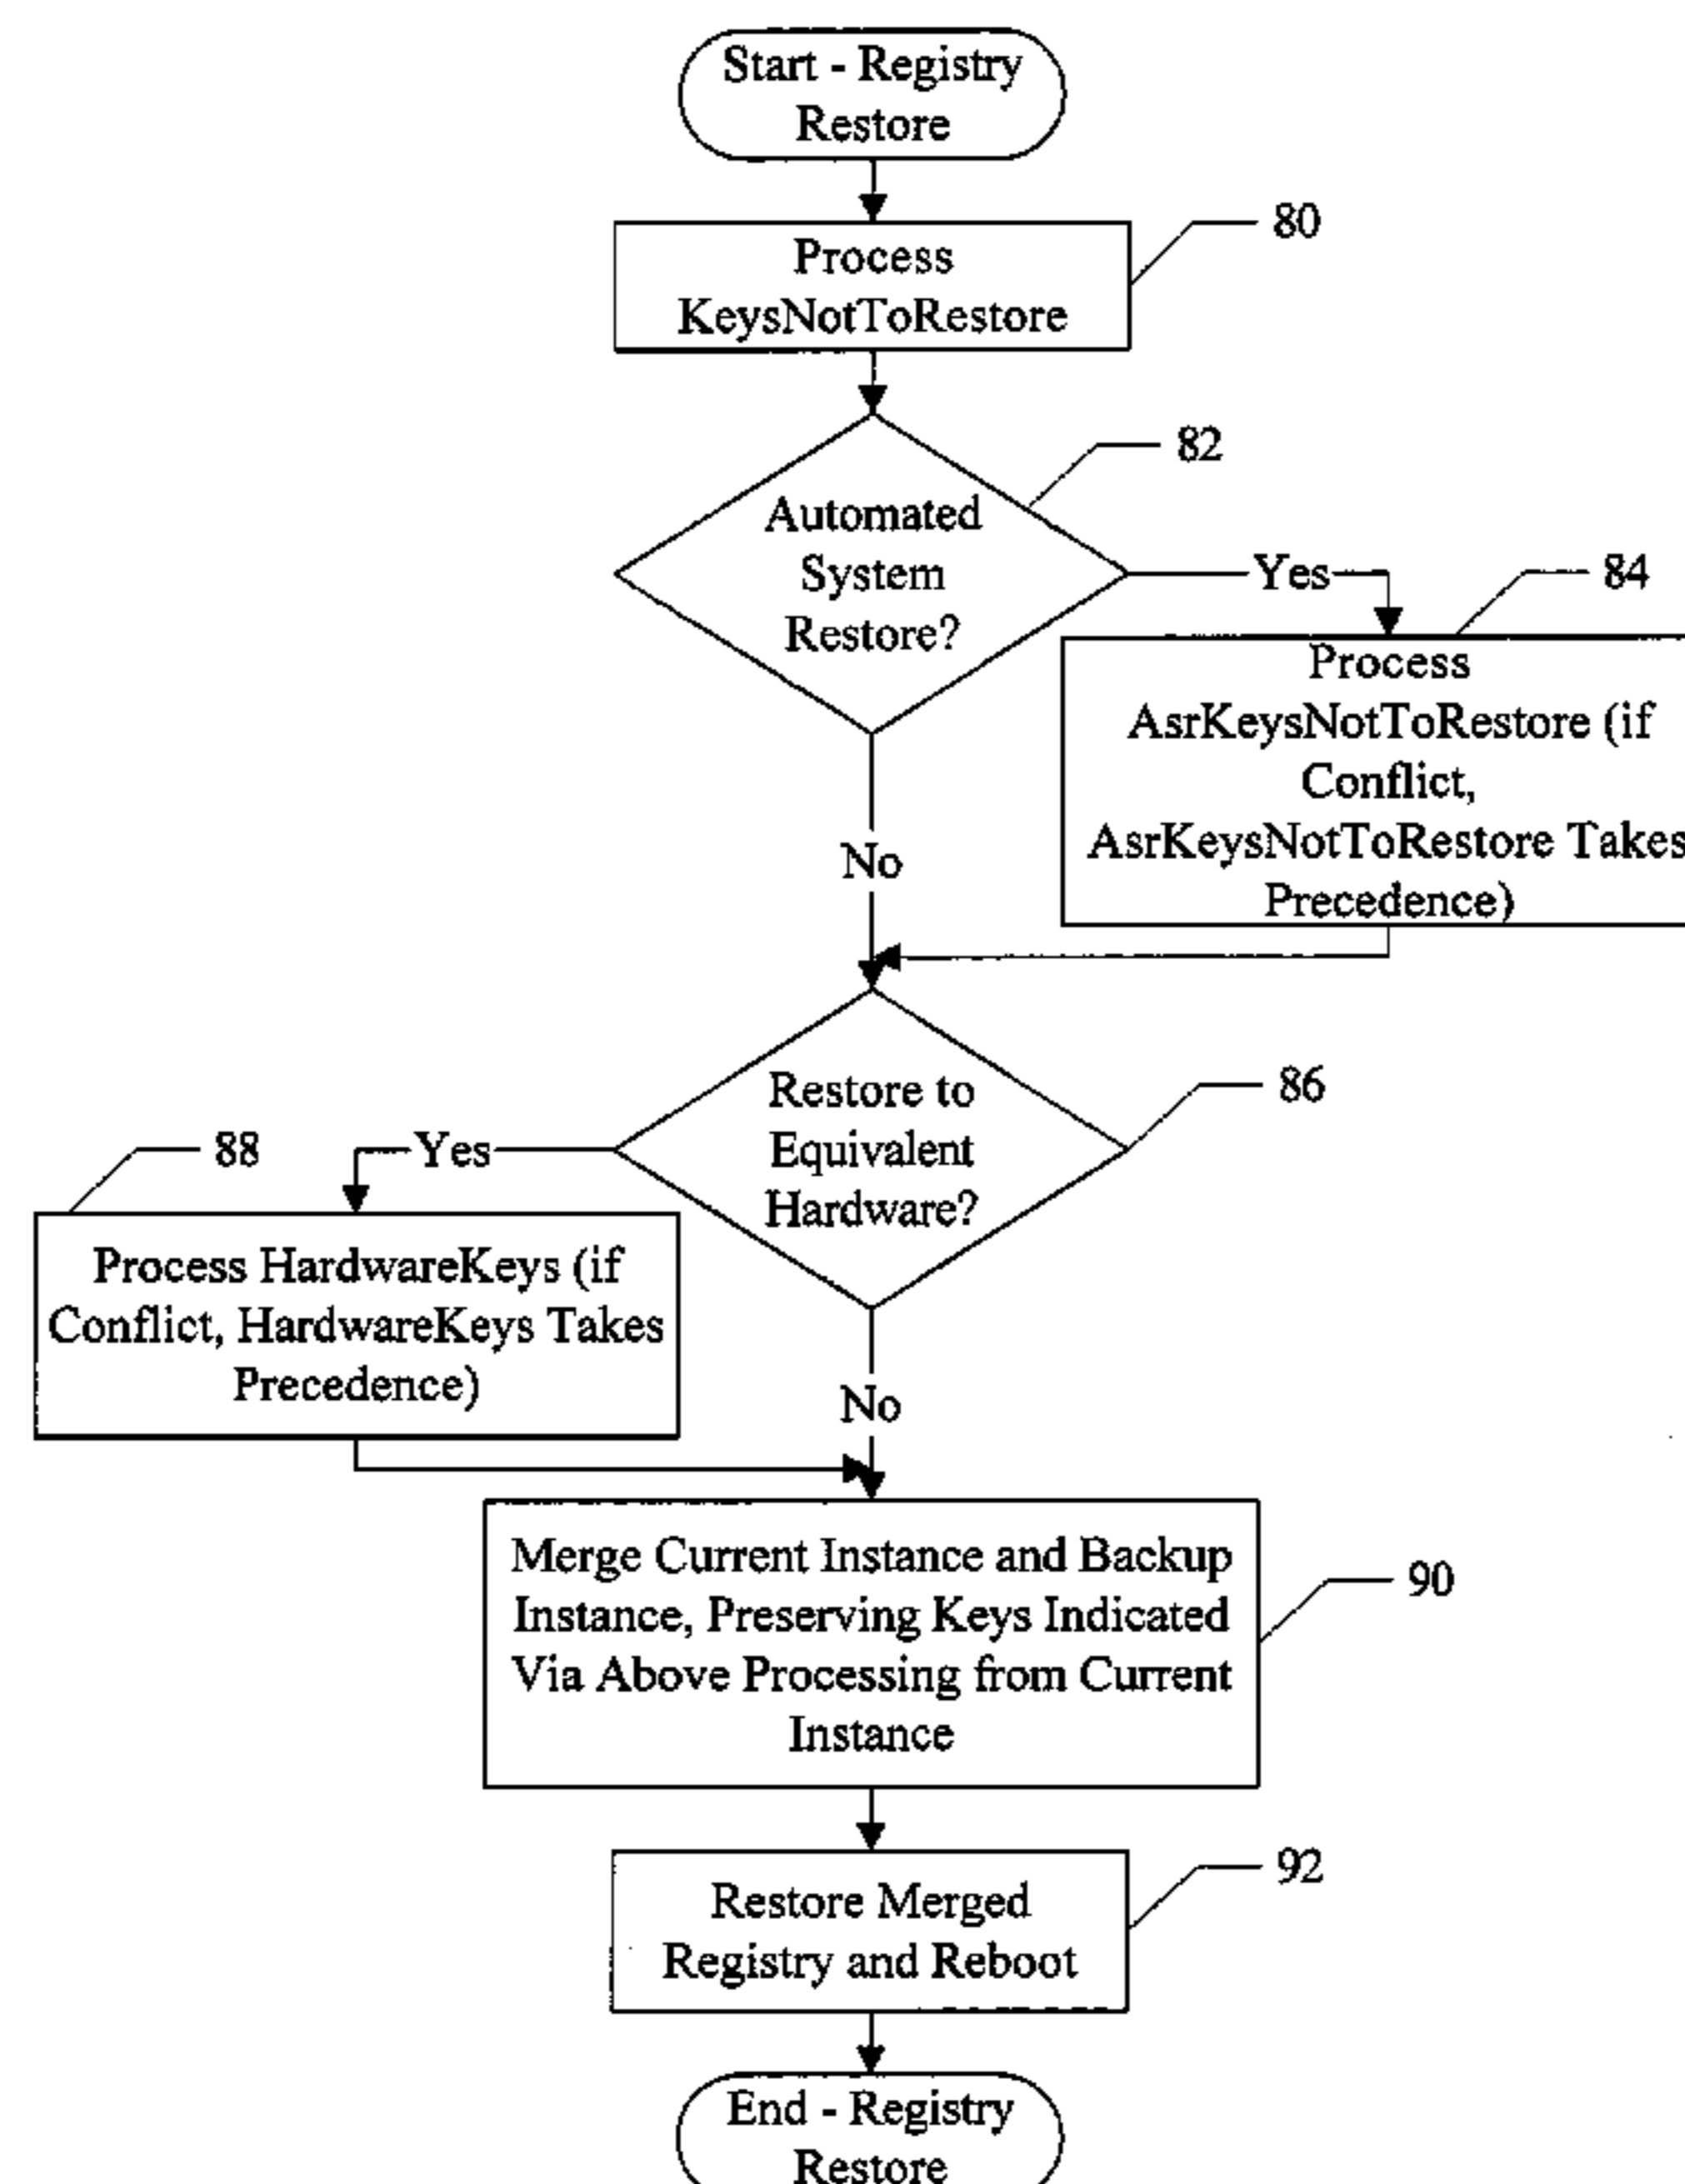 Start - Registry
Restore
80
Process
KeysNotToRestore
82
Automated
System
Restore?
Yes
84
Process
AsrKeysNotToRestore (if
Conflict,
AsrKeysNotToRestore Takes
Precedence)
No
86
Restore to
Equivalent
Hardware?
Yes
88
Process HardwareKeys (if
Conflict, HardwareKeys Takes
Precedence)
No
Merge Current Instance and Backup
Instance, Preserving Keys Indicated
Via Above Processing from Current
Instance
90
92
Restore Merged
Registry and Reboot
End - Registry
Restore